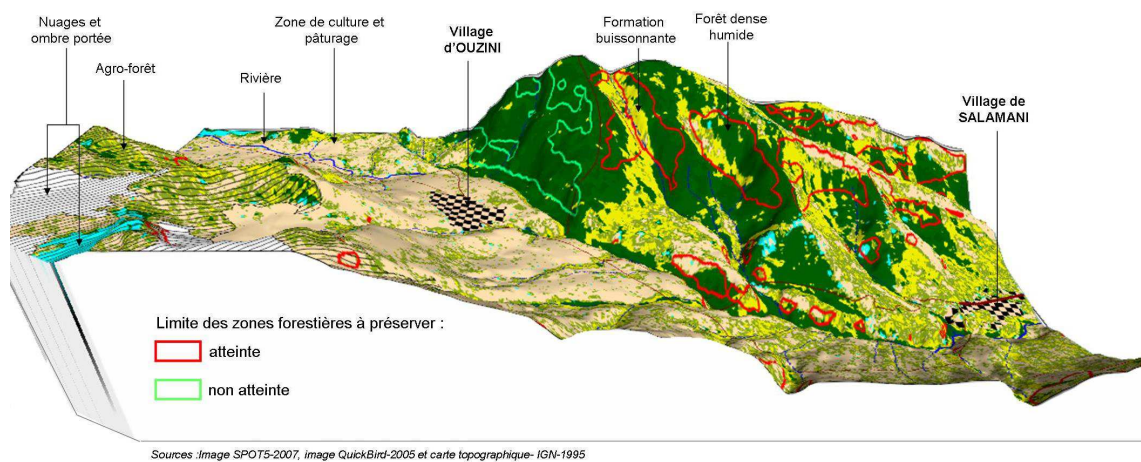 Nuages et
ombre portée
Agro-forêt
Rivière
Zone de culture et
pâturage
Village
d'OUZINI
Formation
buissonnante
Forêt dense
humide
Village de
SALAMANI
Limite des zones forestières à préserver :
atteinte
non atteinte
Sources :Image SPOT5-2007, image QuickBird-2005 et carte topographique- IGN-1995